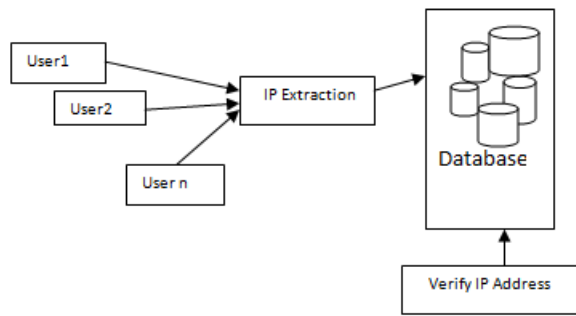 User1
User2
User n
IP Extraction
Database
Verify IP Address